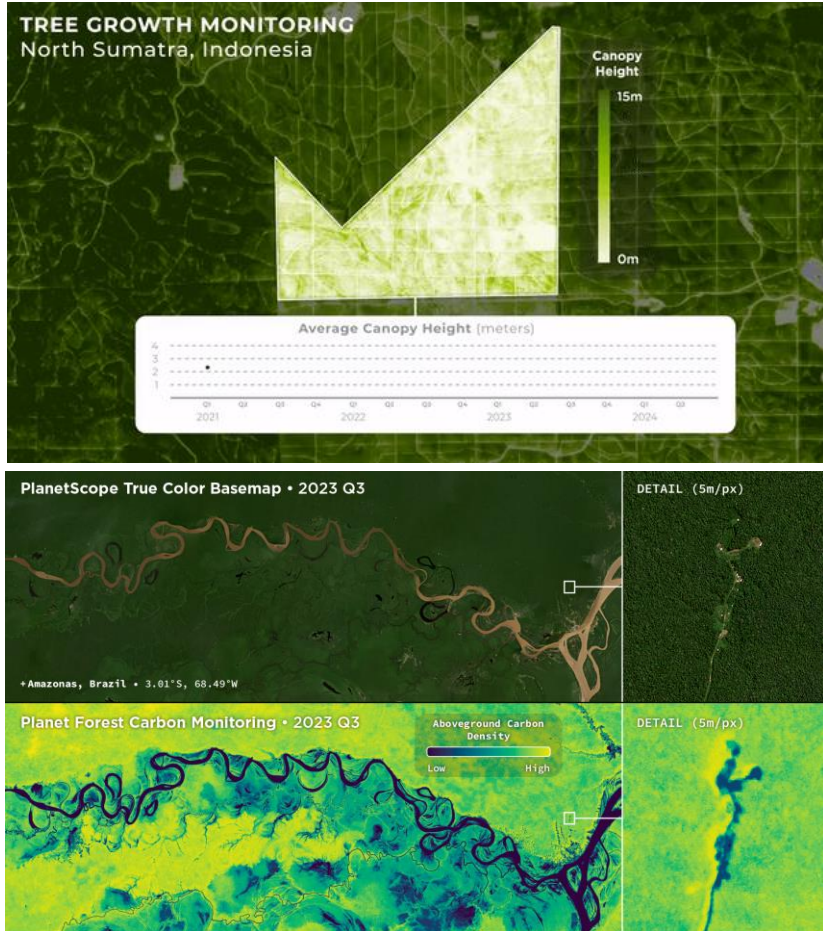 TREE GROWTH MONITORING
North Sumatra, Indonesia
Canopy
Height
15m
0m
Average Canopy Height (meters)
4
3
2
1
Q1 Q2 Q3 Q4 Q1 Q2 Q3 Q4 Q1 Q2 Q3 Q4 Q1 Q2
2021 2022 2023 2024
PlanetScope True Color Basemap • 2023 Q3
DETAIL (5m/px)
+Amazonas, Brazil • 3.01°S, 68.49°W
Planet Forest Carbon Monitoring • 2023 Q3
Aboveground Carbon
Density
Low High
DETAIL (5m/px)